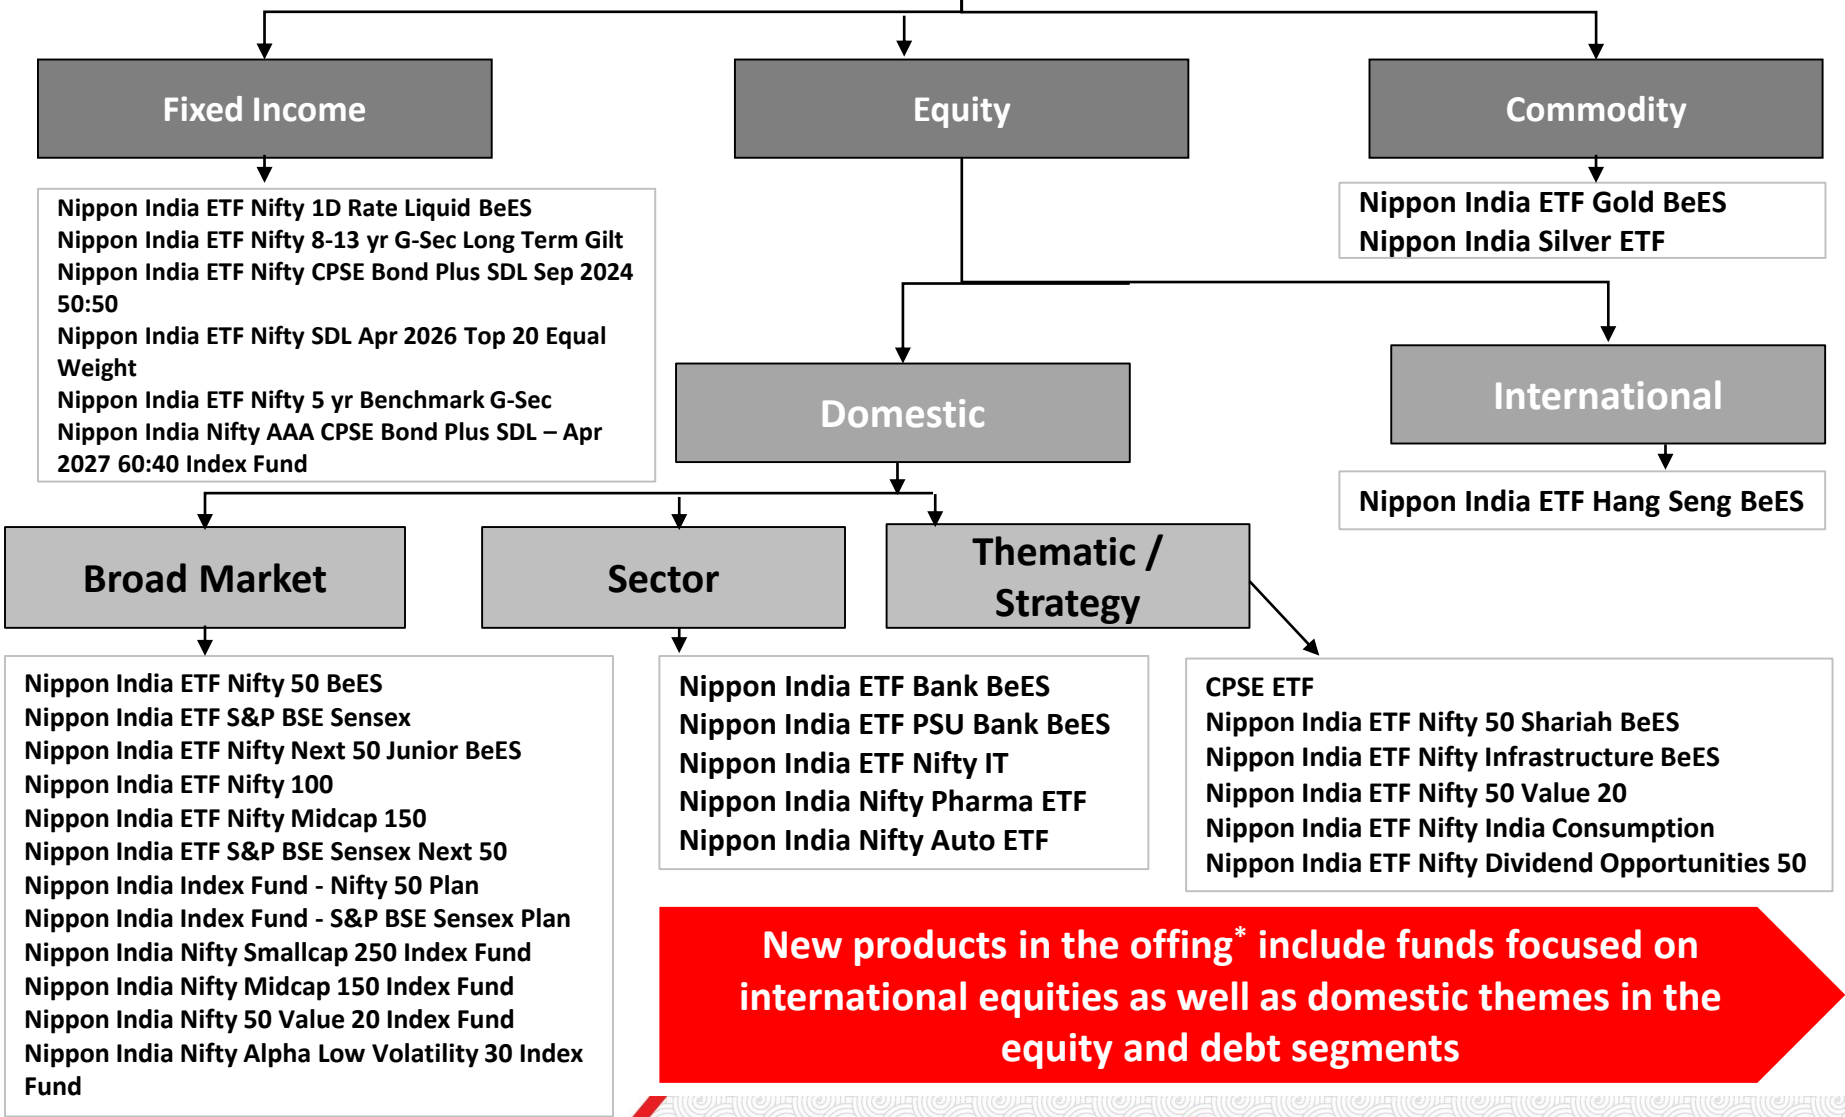 Fixed Income
Equity
Commodity
Nippon India ETF Nifty 1D Rate Liquid BeES
Nippon India ETF Nifty 8-13 yr G-Sec Long Term Gilt
Nippon India ETF Nifty CPSE Bond Plus SDL Sep 2024
50:50
Nippon India ETF Nifty SDL Apr 2026 Top 20 Equal
Weight
Nippon India ETF Nifty 5 yr Benchmark G-Sec
Nippon India Nifty AAA CPSE Bond Plus SDL – Apr
2027 60:40 Index Fund
Nippon India ETF Gold BeES
Nippon India Silver ETF
Domestic
International
Nippon India ETF Hang Seng BeES
Broad Market
Sector
Thematic /
Strategy
Nippon India ETF Nifty 50 BeES
Nippon India ETF S&P BSE Sensex
Nippon India ETF Nifty Next 50 Junior BeES
Nippon India ETF Nifty 100
Nippon India ETF Nifty Midcap 150
Nippon India ETF S&P BSE Sensex Next 50
Nippon India Index Fund - Nifty 50 Plan
Nippon India Index Fund - S&P BSE Sensex Plan
Nippon India Nifty Smallcap 250 Index Fund
Nippon India Nifty Midcap 150 Index Fund
Nippon India Nifty 50 Value 20 Index Fund
Nippon India Nifty Alpha Low Volatility 30 Index
Fund
Nippon India ETF Bank BeES
Nippon India ETF PSU Bank BeES
Nippon India ETF Nifty IT
Nippon India Nifty Pharma ETF
Nippon India Nifty Auto ETF
CPSE ETF
Nippon India ETF Nifty 50 Shariah BeES
Nippon India ETF Nifty Infrastructure BeES
Nippon India ETF Nifty 50 Value 20
Nippon India ETF Nifty India Consumption
Nippon India ETF Nifty Dividend Opportunities 50
New products in the offing* include funds focused on
international equities as well as domestic themes in the
equity and debt segments